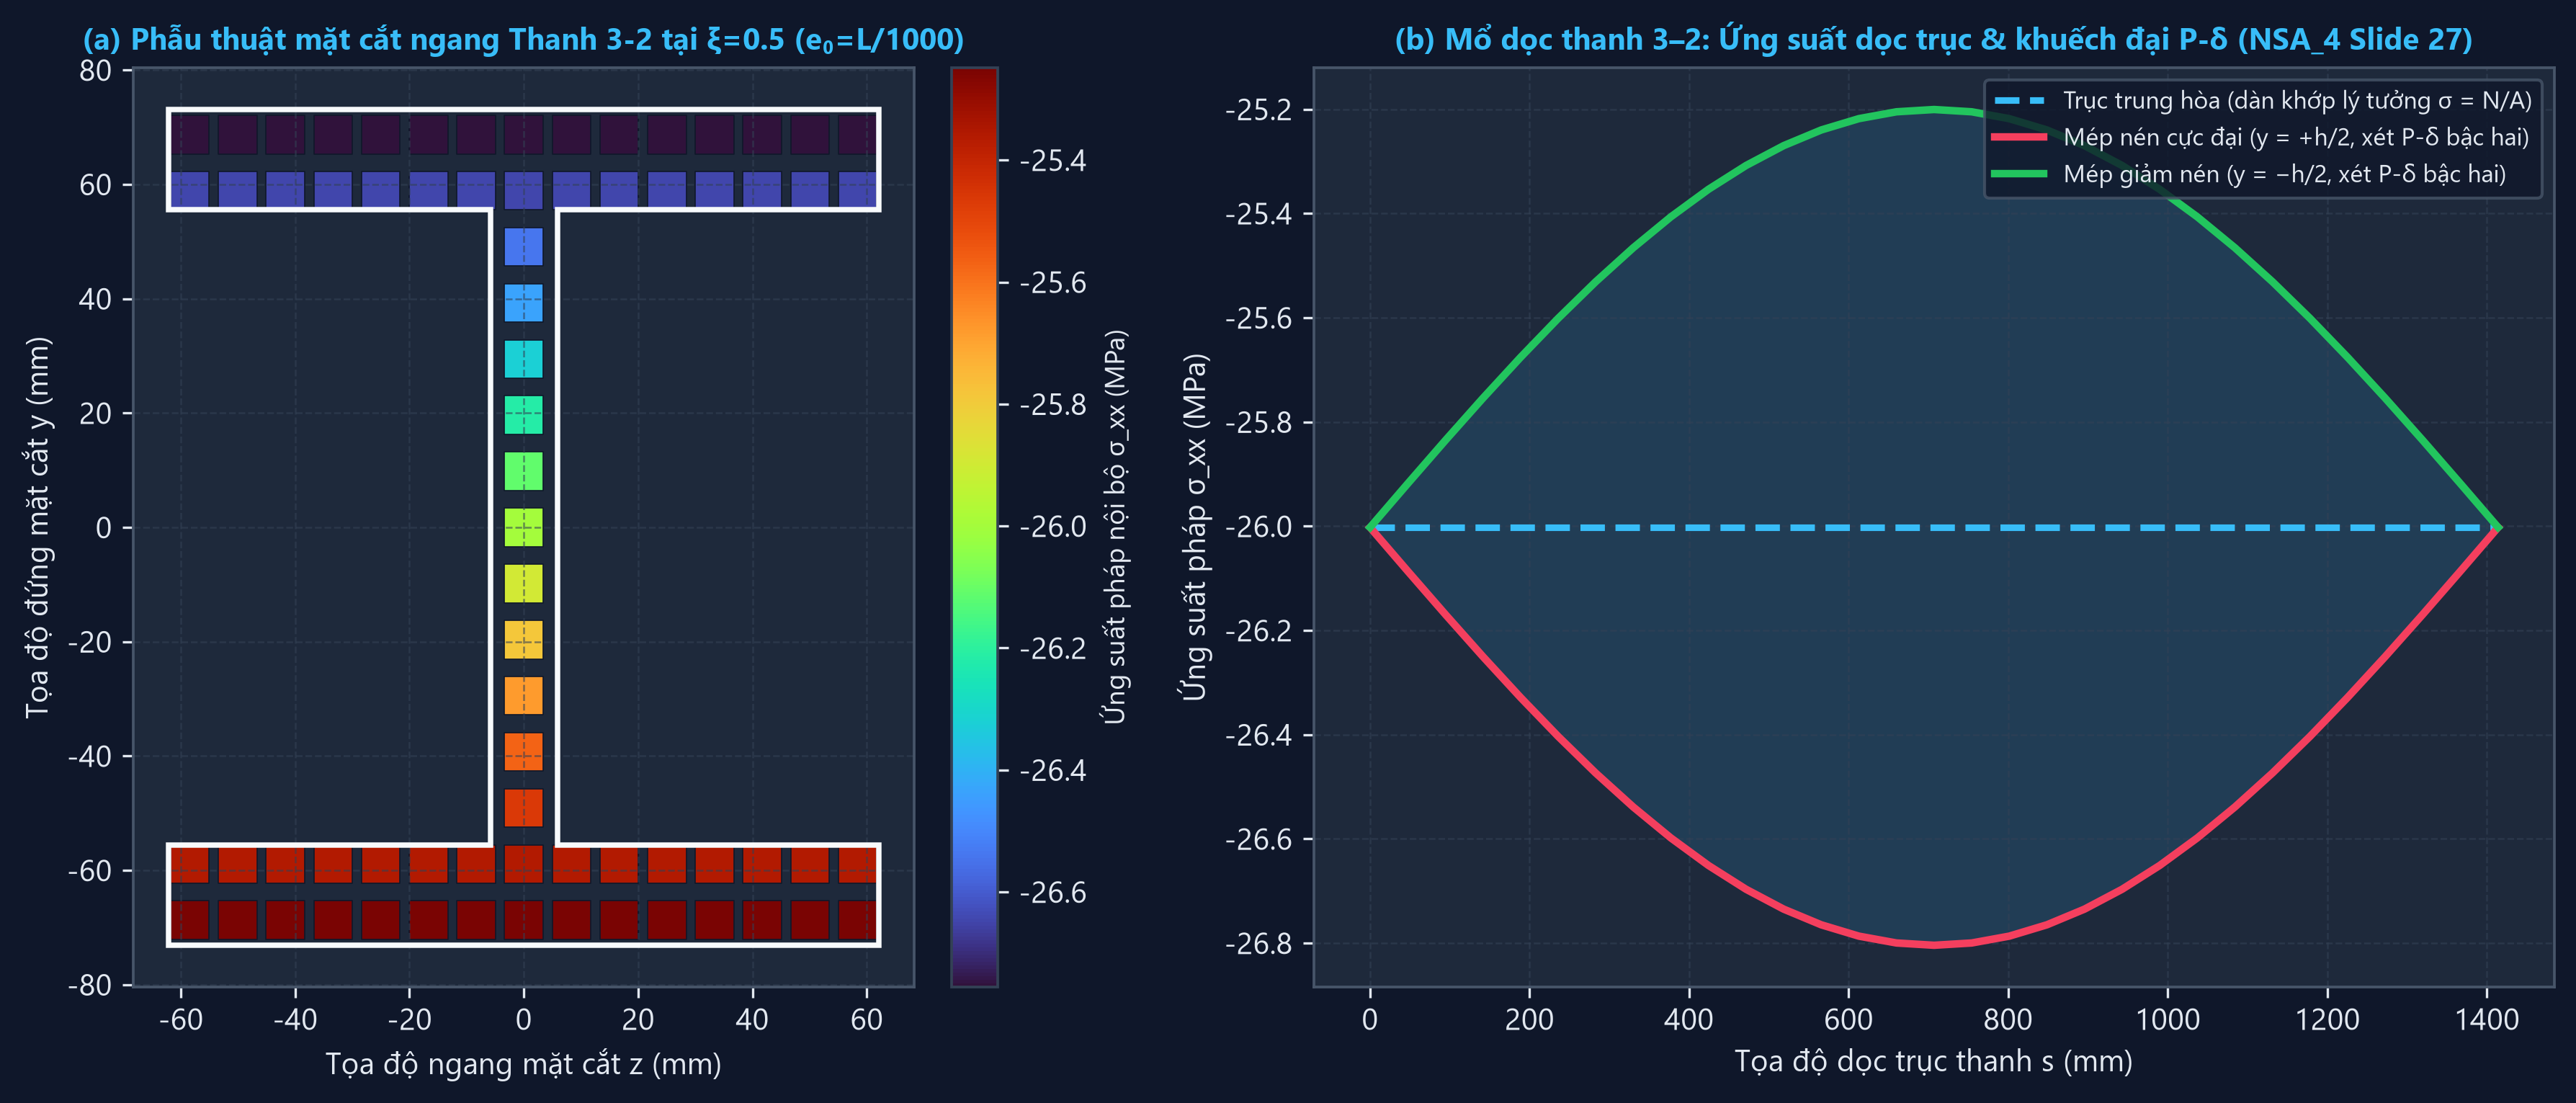 (a) Phẫu thuật mặt cắt ngang Thanh 3-2 tại ξ=0.5 (e₀=L/1000)
80
60
40
20
0
-20
-40
-60
-80
Tọa độ đứng mặt cắt y (mm)
-60 -40 -20 0 20 40 60
Tọa độ ngang mặt cắt z (mm)
-25.4
-25.6
-25.8
-26.0
-26.2
-26.4
-26.6
Ứng suất pháp nội bộ σ_xx (MPa)
(b) Mổ dọc thanh 3–2: Ứng suất dọc trục & khuếch đại P-δ (NSA_4 Slide 27)
Trục trung hòa (dàn khớp lý tưởng σ = N/A)
Mép nén cực đại (y = +h/2, xét P-δ bậc hai)
Mép giảm nén (y = −h/2, xét P-δ bậc hai)
-25.2
-25.4
-25.6
-25.8
-26.0
-26.2
-26.4
-26.6
-26.8
Ứng suất pháp σ_xx (MPa)
0 200 400 600 800 1000 1200 1400
Tọa độ dọc trục thanh s (mm)